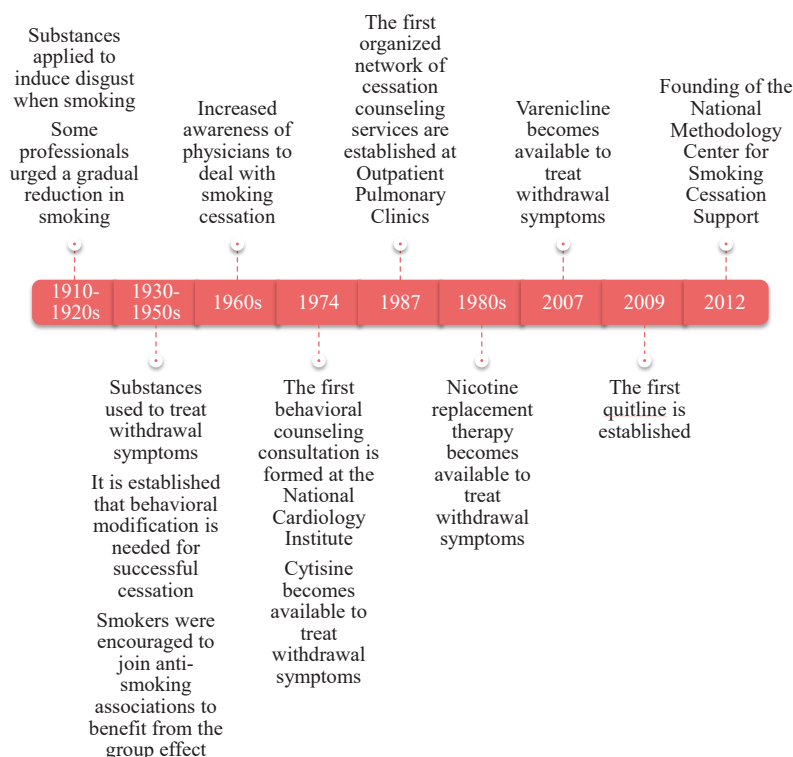 Substances
applied to
induce disgust
when smoking
Some
professionals
urged a gradual
reduction in
smoking
Increased
awareness of
physicians to
deal with
smoking
cessation
The first
organized
network of
cessation
counseling
services are
established at
Outpatient
Pulmonary
Clinics
Varenicline
becomes
available to
treat
withdrawal
symptoms
Founding of the
National
Methodology
Center for
Smoking
Cessation
Support
1910-
1920s
1930-
1950s
1960s
1974
1987
1980s
2007
2009
2012
Substances
used to treat
withdrawal
symptoms
It is established
that behavioral
modification is
needed for
successful
cessation
Smokers were
encouraged to
join anti-
smoking
associations to
benefit from the
group effect
The first
behavioral
counseling
consultation is
formed at the
National
Cardiology
Institute
Cytisine
becomes
available to
treat
withdrawal
symptoms
Nicotine
replacement
therapy
becomes
available to
treat
withdrawal
symptoms
The first
quitline is
established